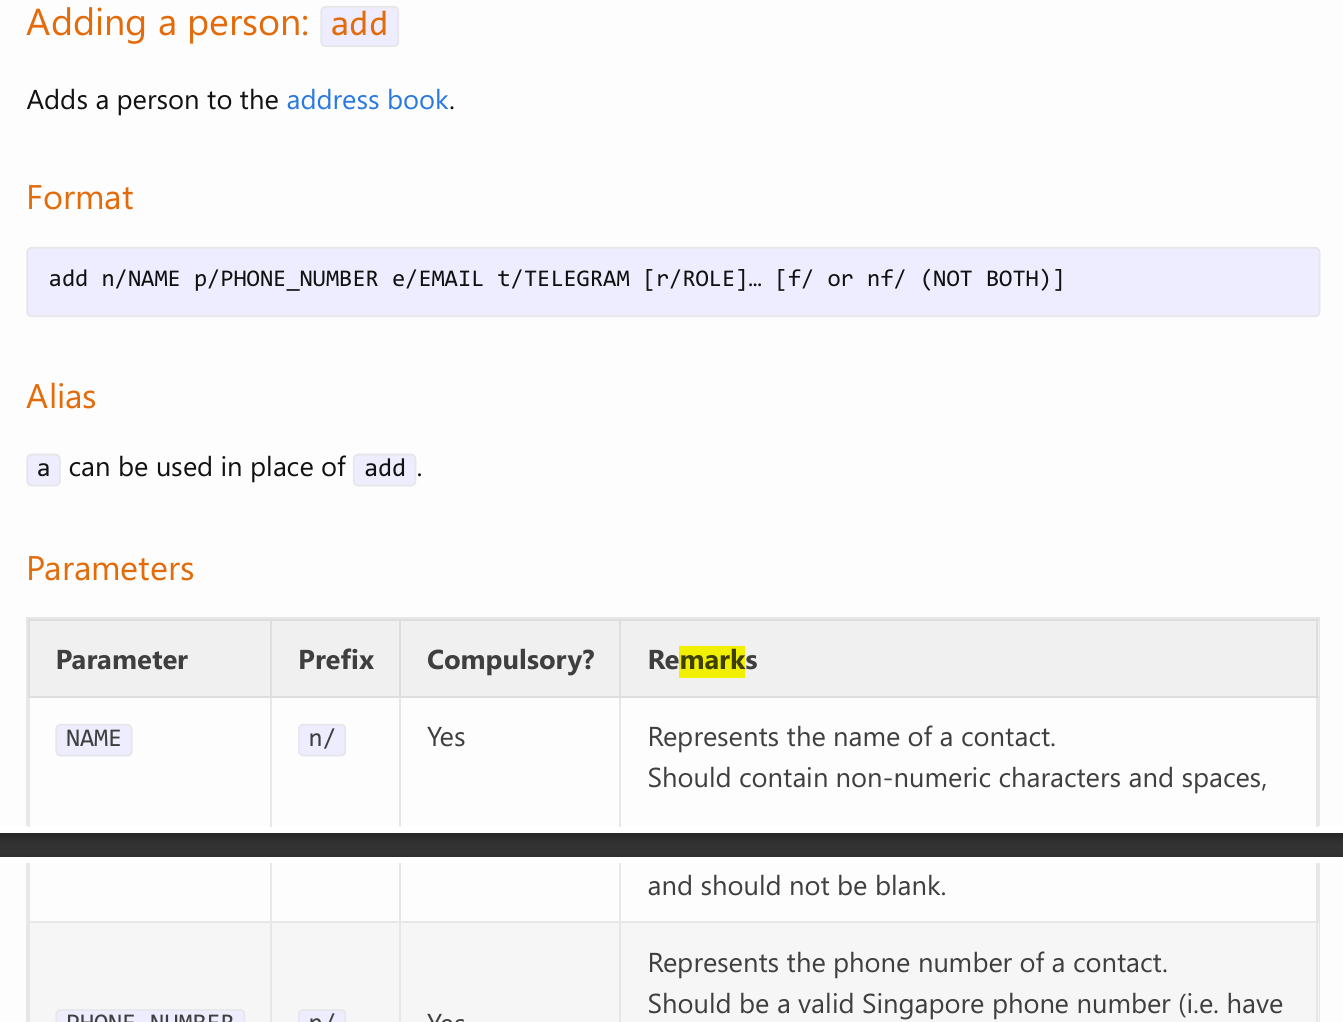 Adding a person: add
Adds a person to the address book.
Format
add n/NAME p/PHONE_NUMBER e/EMAIL t/TELEGRAM [r/ROLE]… [f/ or nf/ (NOT BOTH)]
Alias
a can be used in place of add.
Parameters
Parameter Prefix Compulsory? Remarks
NAME n/ Yes Represents the name of a contact.
Should contain non-numeric characters and spaces,
and should not be blank.
Represents the phone number of a contact.
Should be a valid Singapore phone number (i.e. have
PHONE_NUMBER p/ Yes